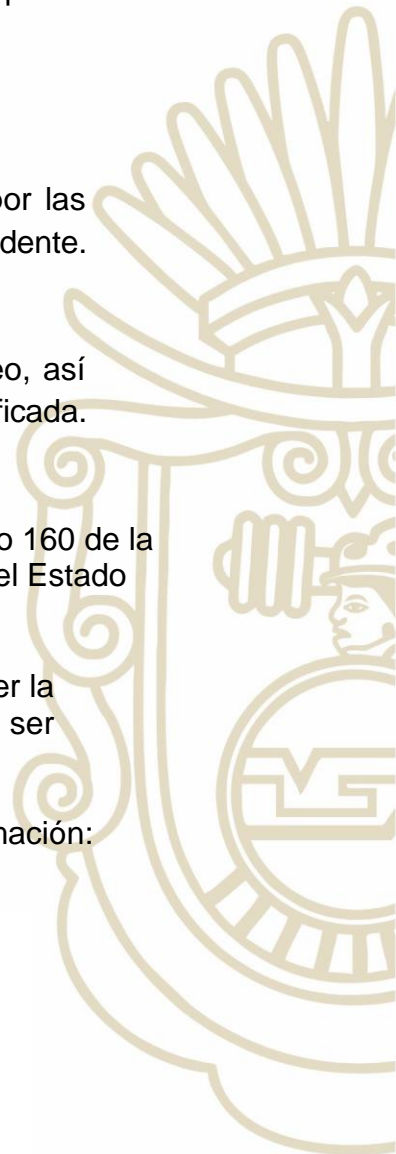 por las
dente.
eo, así
ficada.
o 160 de la
el Estado
er la
ser
nación: